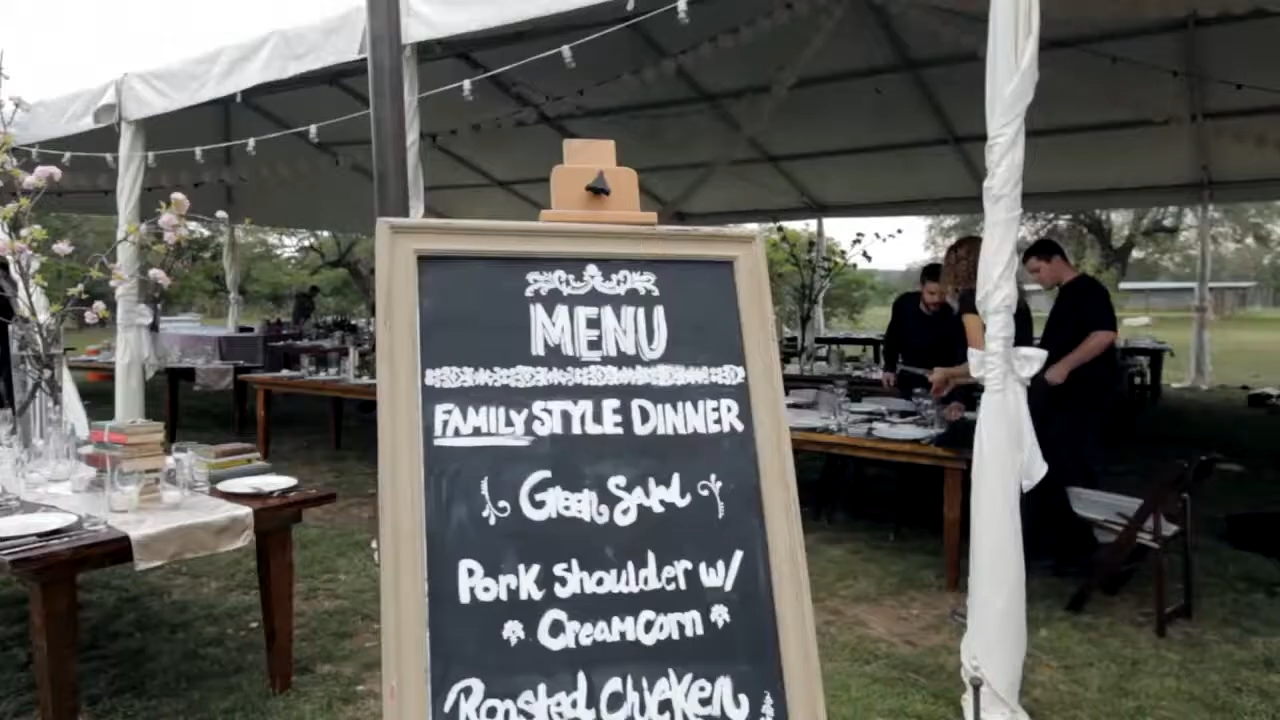 MENU
FAMILY STYLE DINNER
Green Salad
Pork Shoulder w/
Cream Corn
Roasted Chicken